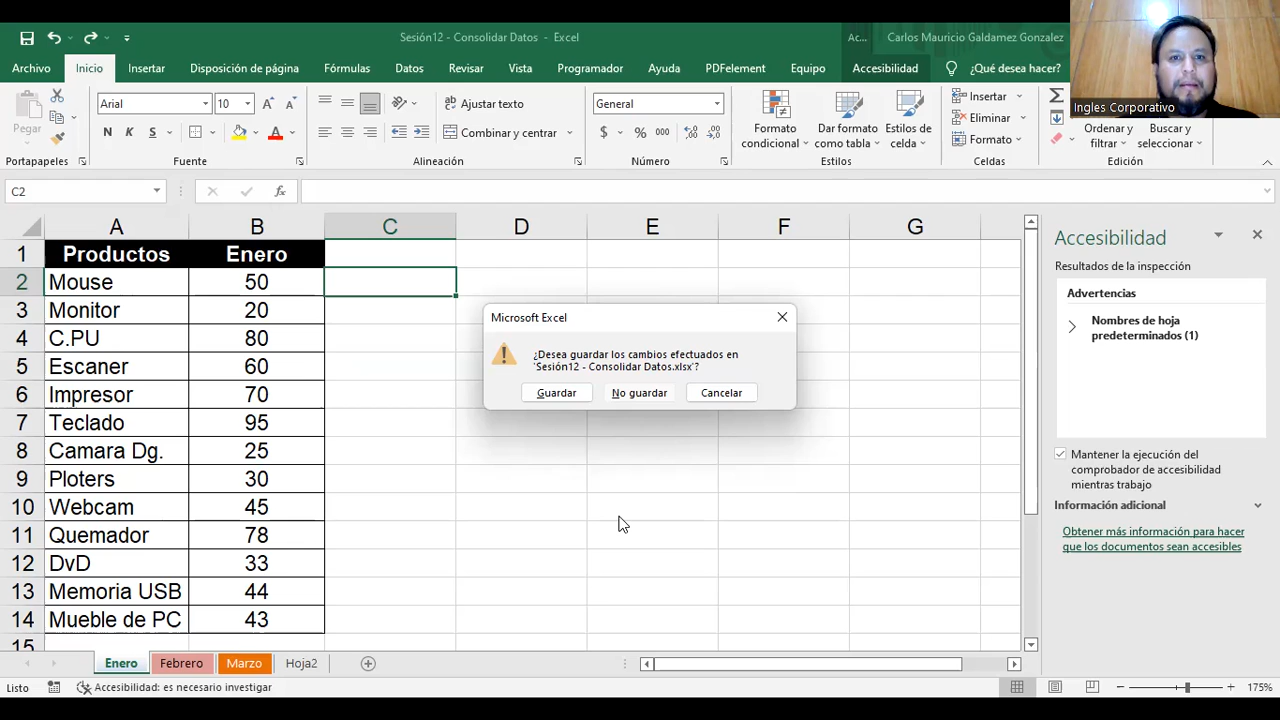 Sesión12 - Consolidar Datos - Excel
Ac...
Carlos Mauricio Galdamez Gonzalez
Archivo
Inicio
Insertar
Disposición de página
Fórmulas
Datos
Revisar
Vista
Programador
Ayuda
PDFelement
Equipo
Accesibilidad
¿Qué desea hacer?
Ingles Corporativo
Pegar
Portapapeles
Arial
10
N K S
Fuente
Ajustar texto
Combinar y centrar
Alineación
General
$ % 000
Número
Formato
condicional
Dar formato
como tabla
Estilos de
celda
Estilos
Insertar
Eliminar
Formato
Celdas
Ordenar y
filtrar
Buscar y
seleccionar
Edición
C2
fx
A B C D E F G
1 Productos Enero
2 Mouse 50
3 Monitor 20
4 C.PU 80
5 Escaner 60
6 Impresor 70
7 Teclado 95
8 Camara Dg. 25
9 Ploters 30
10 Webcam 45
11 Quemador 78
12 DvD 33
13 Memoria USB 44
14 Mueble de PC 43
15
Microsoft Excel
¿Desea guardar los cambios efectuados en
'Sesión12 - Consolidar Datos.xlsx'?
Guardar
No guardar
Cancelar
Accesibilidad
Resultados de la inspección
Advertencias
Nombres de hoja
predeterminados (1)
Mantener la ejecución del
comprobador de accesibilidad
mientras trabajo
Información adicional
Obtener más información para hacer
que los documentos sean accesibles
Enero
Febrero
Marzo
Hoja2
Listo
Accesibilidad: es necesario investigar
175%